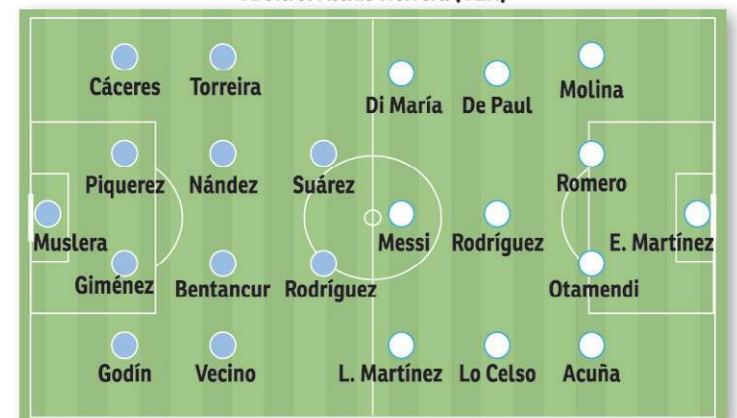 Cáceres Torreira
Di María De Paul Molina
Piquerez Nández Suárez Romero
Muslera Messi Rodríguez E. Martínez
Giménez Bentancur Rodríguez Otamendi
Godín Vecino L. Martínez Lo Celso Acuña